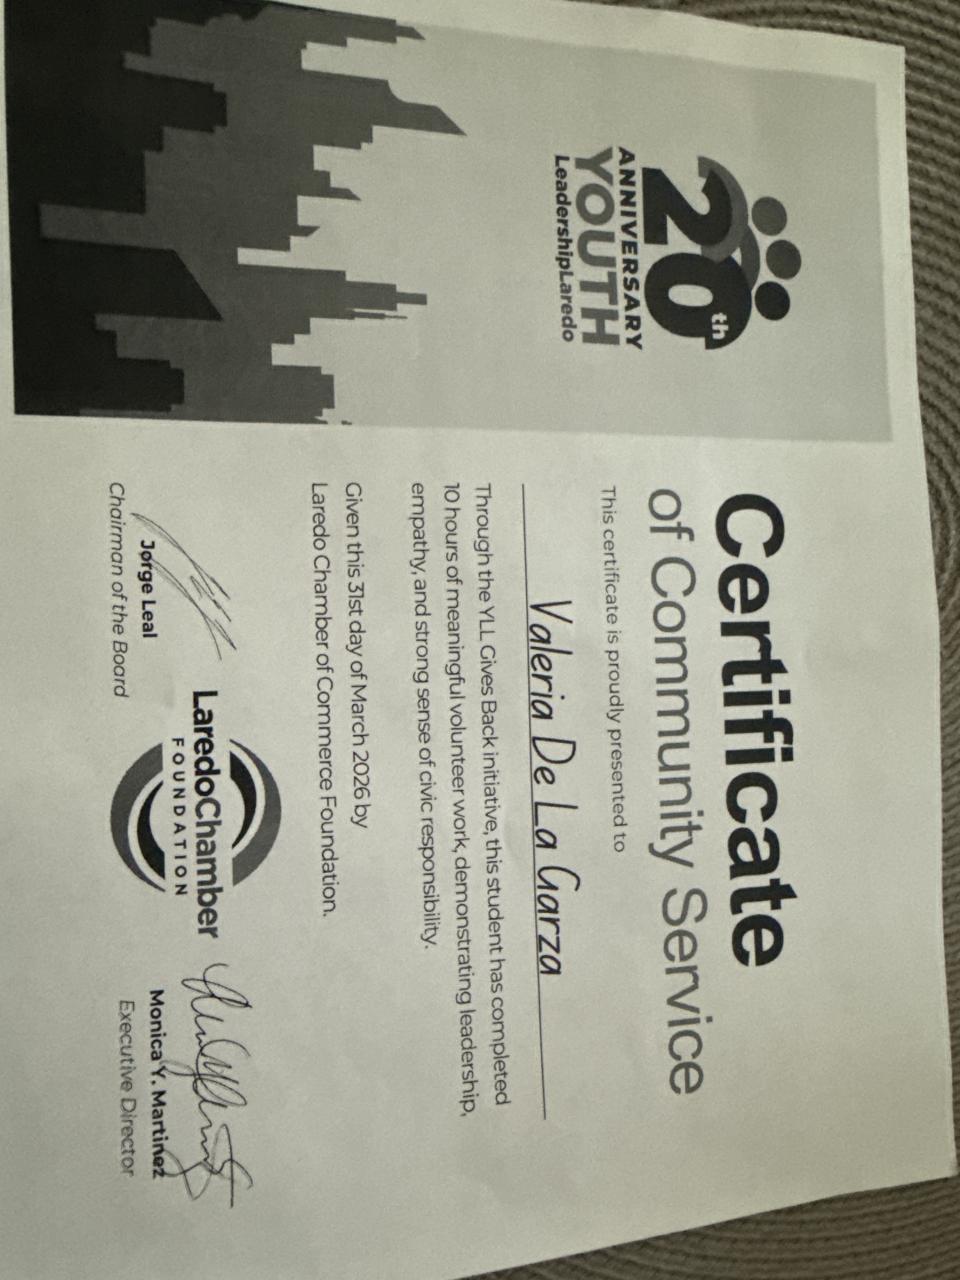 20th
ANNIVERSARY
YOUTH
LeadershipLaredo
Certificate
of Community Service
This certificate is proudly presented to
Valeria De La Garza
Through the YLL Gives Back initiative, this student has completed
10 hours of meaningful volunteer work, demonstrating leadership,
empathy, and strong sense of civic responsibility.
Given this 31st day of March 2026 by
Laredo Chamber of Commerce Foundation.
Jorge Leal
Chairman of the Board
LaredoChamber
FOUNDATION
Monica Y. Martinez
Executive Director